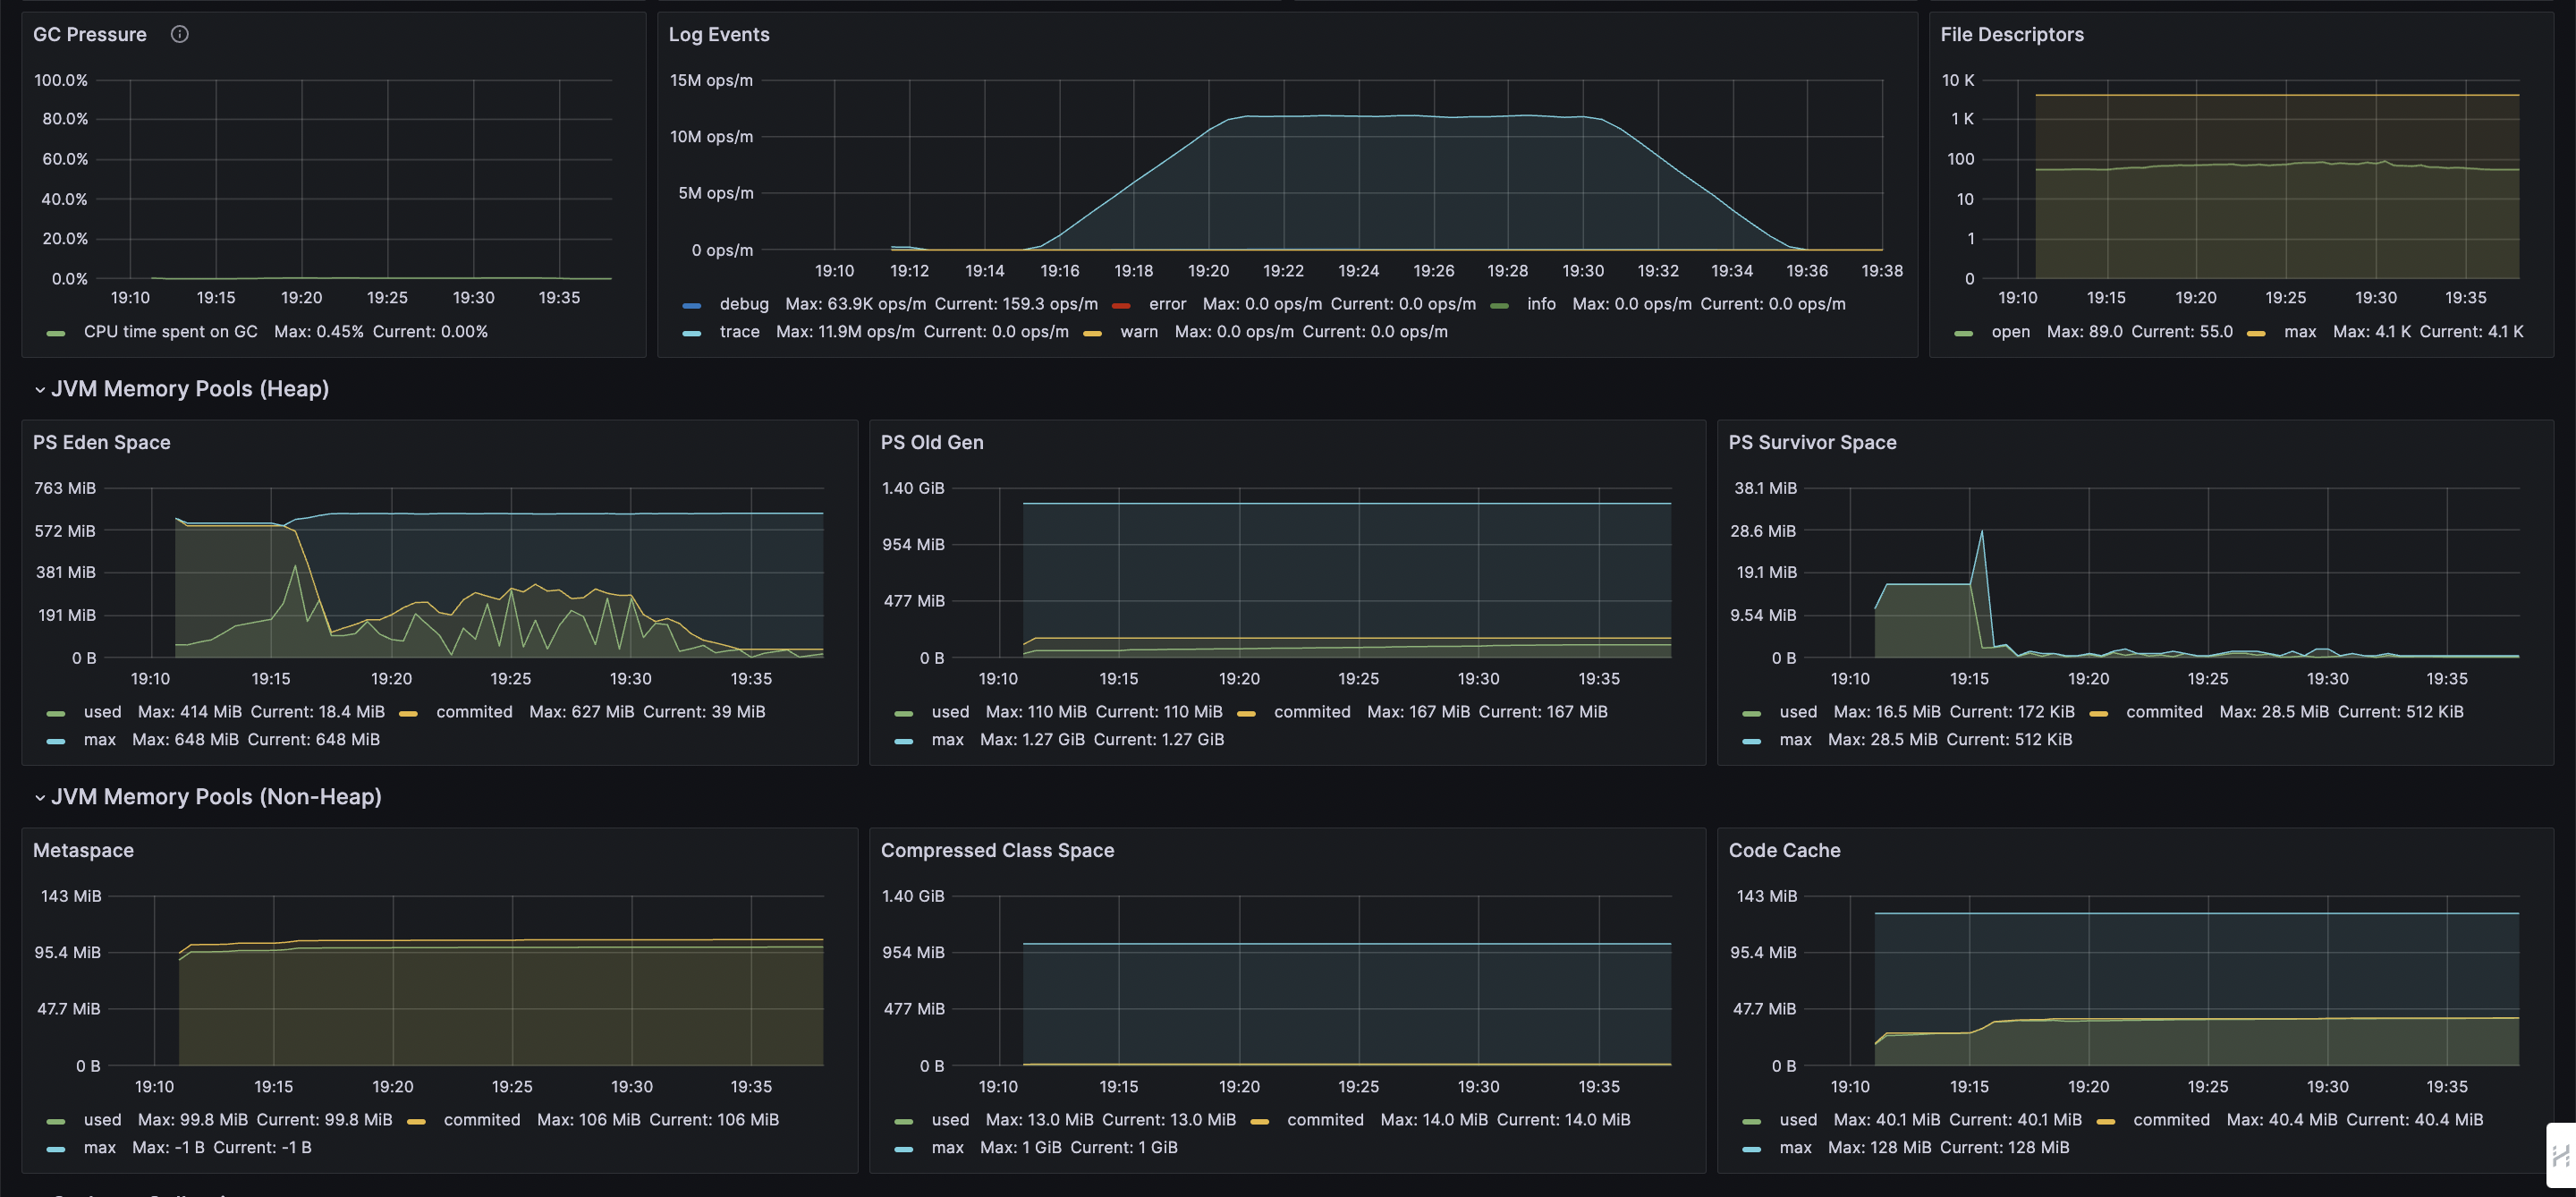 GC Pressure
100.0%
80.0%
60.0%
40.0%
20.0%
0.0%
19:10 19:15 19:20 19:25 19:30 19:35
CPU time spent on GC Max: 0.45% Current: 0.00%
Log Events
15M ops/m
10M ops/m
5M ops/m
0 ops/m
19:10 19:12 19:14 19:16 19:18 19:20 19:22 19:24 19:26 19:28 19:30 19:32 19:34 19:36 19:38
debug Max: 63.9K ops/m Current: 159.3 ops/m error Max: 0.0 ops/m Current: 0.0 ops/m info Max: 0.0 ops/m Current: 0.0 ops/m
trace Max: 11.9M ops/m Current: 0.0 ops/m warn Max: 0.0 ops/m Current: 0.0 ops/m
File Descriptors
10 K
1 K
100
10
1
0
19:10 19:15 19:20 19:25 19:30 19:35
open Max: 89.0 Current: 55.0 max Max: 4.1 K Current: 4.1 K
JVM Memory Pools (Heap)
PS Eden Space
763 MiB
572 MiB
381 MiB
191 MiB
0 B
19:10 19:15 19:20 19:25 19:30 19:35
used Max: 414 MiB Current: 18.4 MiB commited Max: 627 MiB Current: 39 MiB
max Max: 648 MiB Current: 648 MiB
PS Old Gen
1.40 GiB
954 MiB
477 MiB
0 B
19:10 19:15 19:20 19:25 19:30 19:35
used Max: 110 MiB Current: 110 MiB commited Max: 167 MiB Current: 167 MiB
max Max: 1.27 GiB Current: 1.27 GiB
PS Survivor Space
38.1 MiB
28.6 MiB
19.1 MiB
9.54 MiB
0 B
19:10 19:15 19:20 19:25 19:30 19:35
used Max: 16.5 MiB Current: 172 KiB commited Max: 28.5 MiB Current: 512 KiB
max Max: 28.5 MiB Current: 512 KiB
JVM Memory Pools (Non-Heap)
Metaspace
143 MiB
95.4 MiB
47.7 MiB
0 B
19:10 19:15 19:20 19:25 19:30 19:35
used Max: 99.8 MiB Current: 99.8 MiB commited Max: 106 MiB Current: 106 MiB
max Max: -1 B Current: -1 B
Compressed Class Space
1.40 GiB
954 MiB
477 MiB
0 B
19:10 19:15 19:20 19:25 19:30 19:35
used Max: 13.0 MiB Current: 13.0 MiB commited Max: 14.0 MiB Current: 14.0 MiB
max Max: 1 GiB Current: 1 GiB
Code Cache
143 MiB
95.4 MiB
47.7 MiB
0 B
19:10 19:15 19:20 19:25 19:30 19:35
used Max: 40.1 MiB Current: 40.1 MiB commited Max: 40.4 MiB Current: 40.4 MiB
max Max: 128 MiB Current: 128 MiB